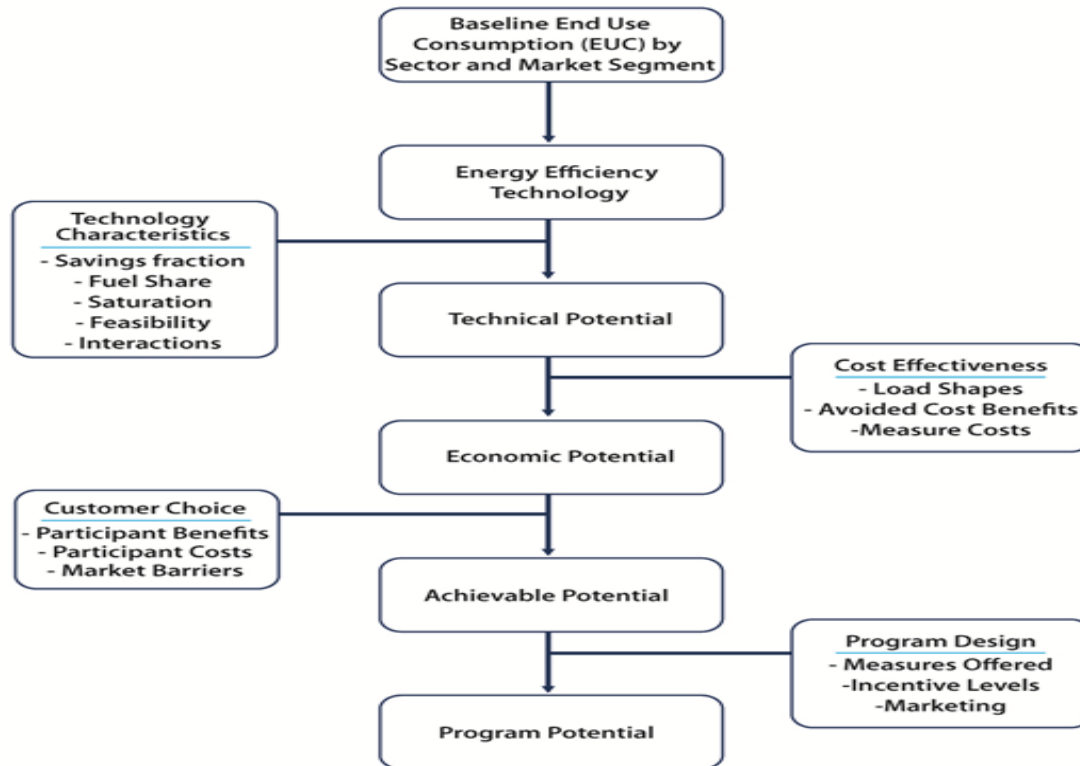 Baseline End Use
Consumption (EUC) by
Sector and Market Segment
Energy Efficiency
Technology
Technology
Characteristics
- Savings fraction
- Fuel Share
- Saturation
- Feasibility
- Interactions
Technical Potential
Cost Effectiveness
- Load Shapes
- Avoided Cost Benefits
-Measure Costs
Economic Potential
Customer Choice
- Participant Benefits
- Participant Costs
- Market Barriers
Achievable Potential
Program Design
- Measures Offered
-Incentive Levels
-Marketing
Program Potential